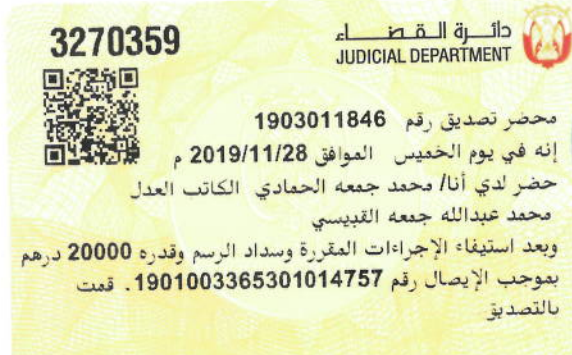 3270359
دائرة القضاء
JUDICIAL DEPARTMENT
محضر تصديق رقم 1903011846
إنه في يوم الخميس الموافق 2019/11/28 م
حضر لدي أنا/ محمد جمعه الحمادي الكاتب العدل
محمد عبدالله جمعه القبيسي
وبعد استيفاء الإجراءات المقررة وسداد الرسم وقدره 20000 درهم
بموجب الإيصال رقم 1901003365301014757. قمت
بالتصديق